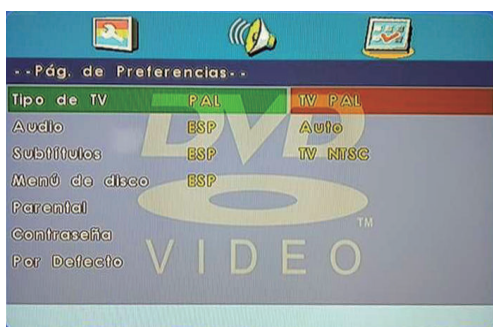 --Pág. de Preferencias--
Tipo de TV PAL TV PAL
Audio ESP Auto
Subtítulos ESP TV NTSC
Menú de disco ESP
Parental
Contraseña
Por Defecto
DVD
TM
VIDEO